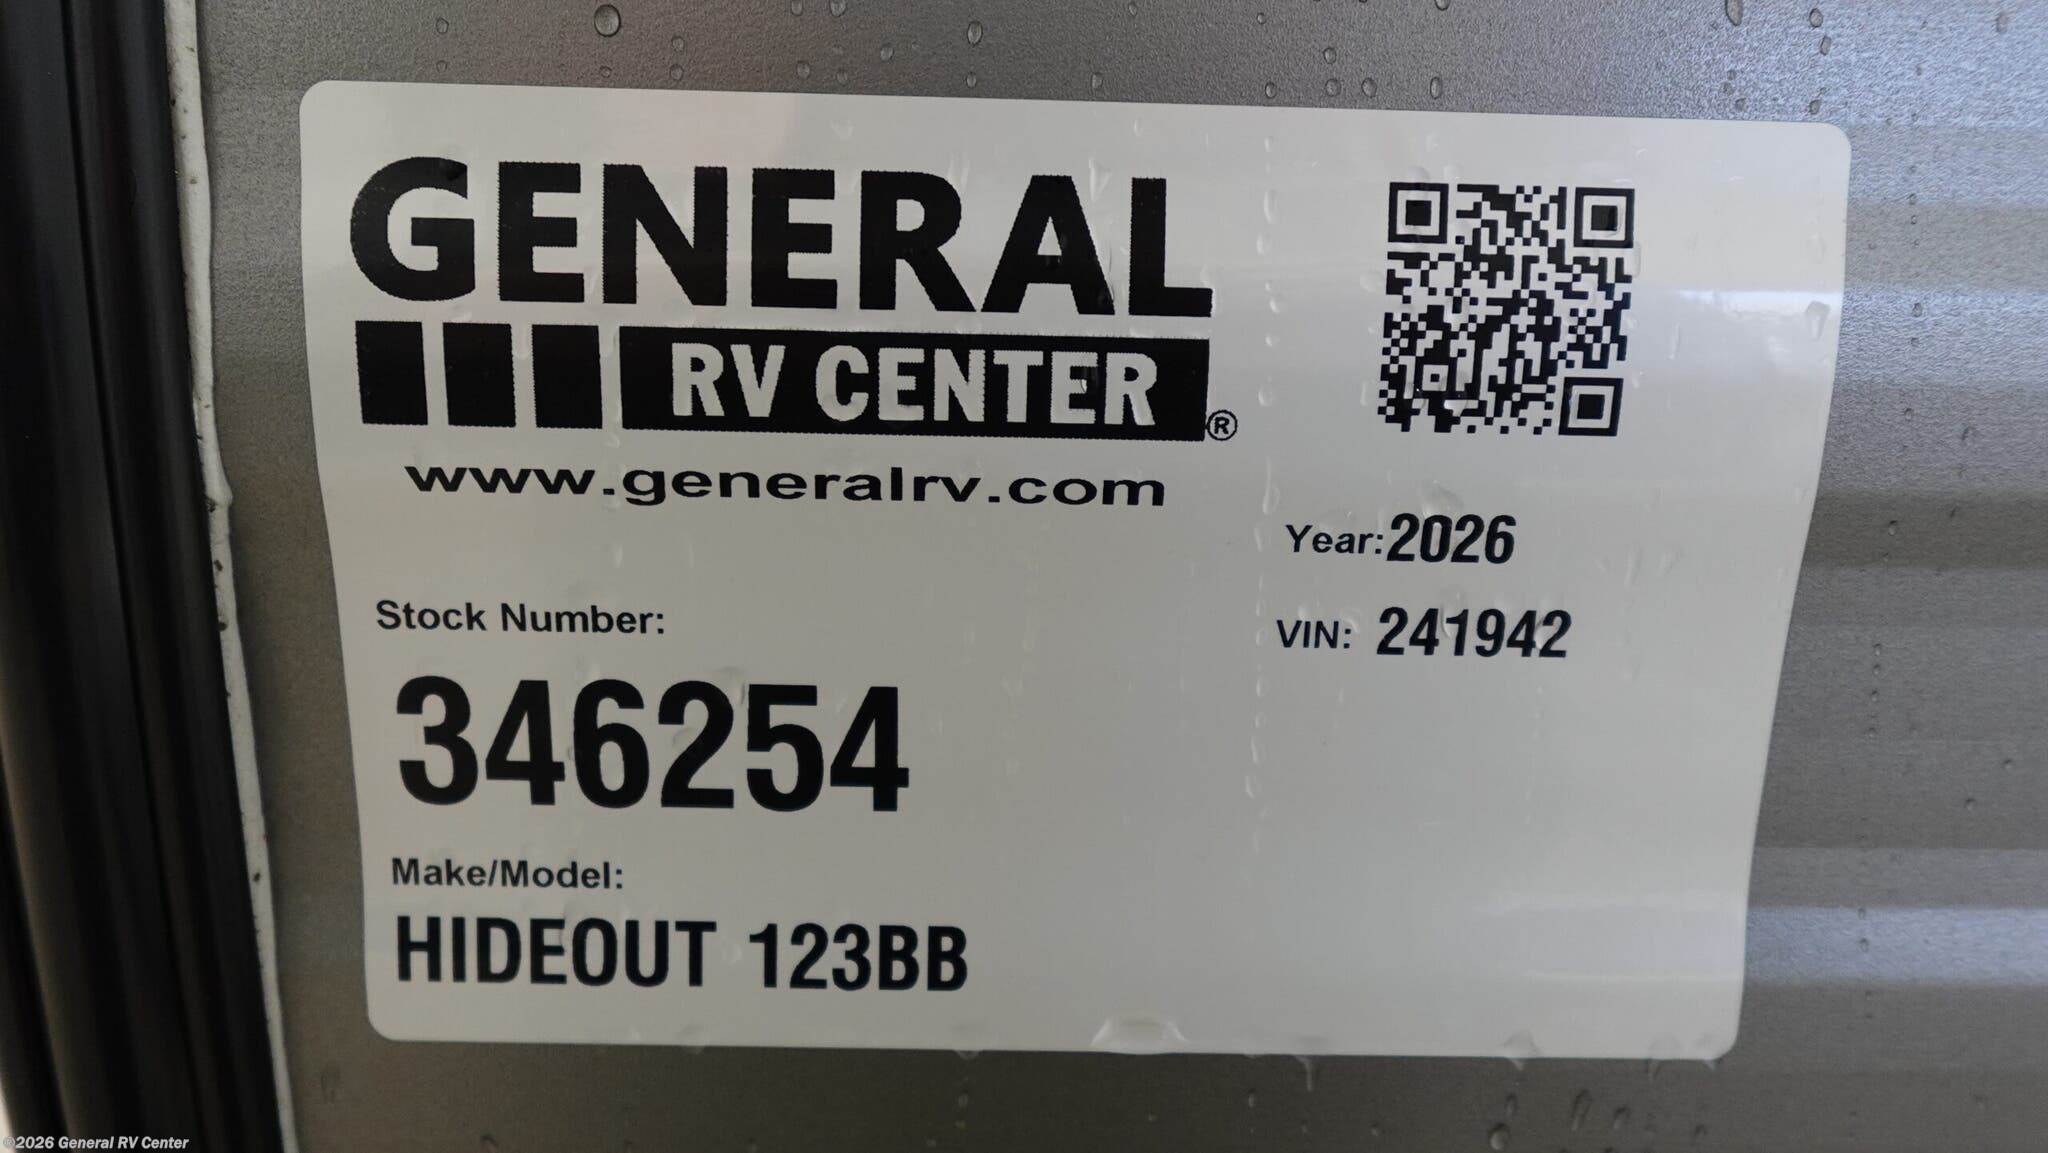 GENERAL
RV CENTER®
www.generalrv.com
Year: 2026
VIN: 241942
Stock Number:
346254
Make/Model:
HIDEOUT 123BB
©2026 General RV Center